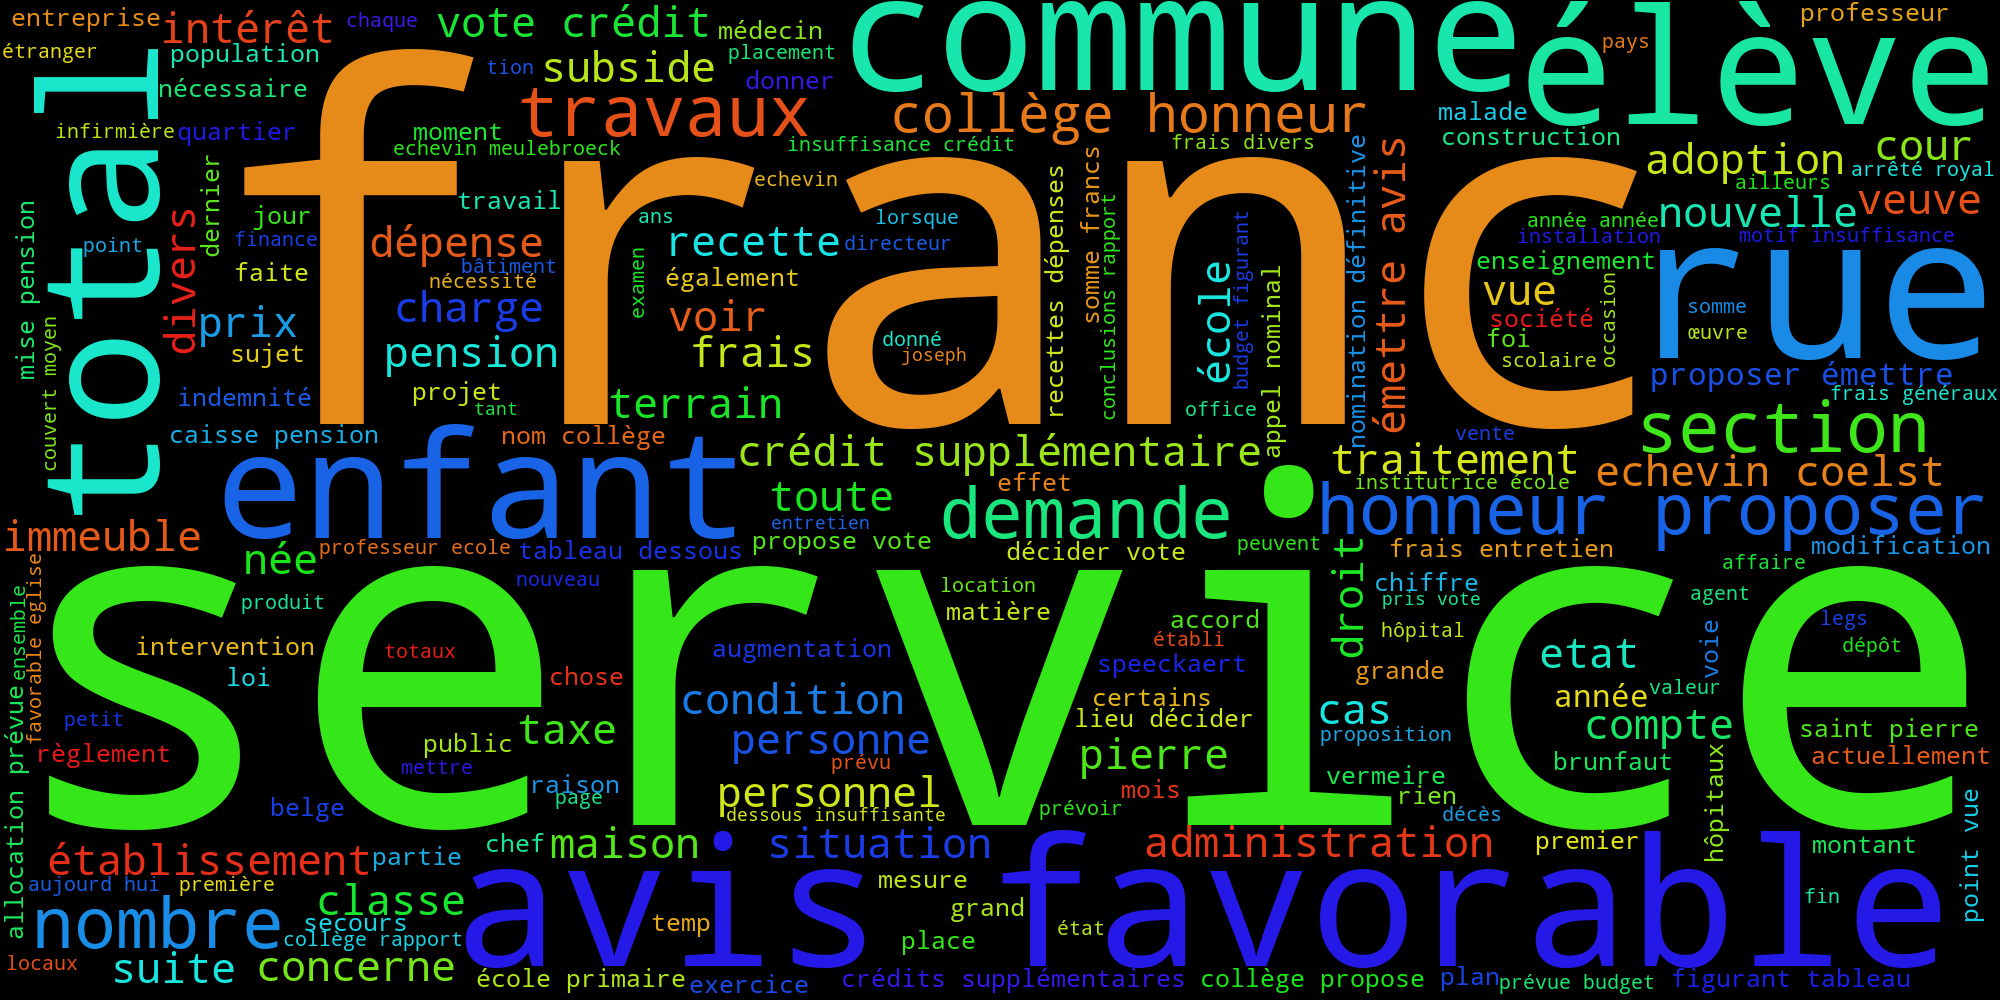 entreprise
intérêt
chaque
vote crédit
médecin
commune
élève
professeur
étranger
population
tion
subside
placement
pays
total
nécessaire
donner
franc
travaux
collège honneur
malade
infirmière
quartier
moment
echevin meulebroeck
insuffisance crédit
frais divers
construction
cour
adoption
arrêté royal
dernier
echevin
ailleurs
travail
veuve
mise pension
divers
jour
ans
lorsque
année année
nouvelle
point
finance
dépense
recette
directeur
installation
motif insuffisance
faite
bâtiment
nécessité
examen
également
recettes dépenses
somme francs
conclusions rapport
école
budget figurant
appel nominal
nomination définitive
émettre avis
enseignement
vue
occasion
rue
prix
charge
voir
société
somme
œuvre
couvert moyen
sujet
pension
frais
donné
joseph
foi
scolaire
indemnité
projet
tant
terrain
office
proposer émettre
frais généraux
caisse pension
nom collège
crédit supplémentaire
vente
section
enfant
traitement
effet
institutrice école
echevin coelst
toute
demande
honneur proposer
immeuble
entretien
née
professeur ecole
tableau dessous
propose vote
décider vote
peuvent
frais entretien
modification
service
favorable eglise
ensemble
nouveau
location
droit
chiffre
affaire
produit
matière
accord
pris vote
agent
intervention
totaux
augmentation
établi
hôpital
voie
legs
loi
chose
speeckaert
grande
etat
dépôt
allocation prévue
petit
condition
certains
cas
année
valeur
règlement
public
taxe
personne
lieu décider
proposition
compte
saint pierre
mettre
prévu
pierre
brunfaut
hôpitaux
actuellement
belge
raison
page
personnel
mois
vermeire
rien
dessous insuffisante
prévoir
décès
point vue
établissement
partie
chef
maison
situation
administration
premier
montant
aujourd hui
première
classe
avis favorable
mesure
fin
nombre
secours
collège rapport
temp
grand
état
place
locaux
suite
concerne
école primaire
exercice
crédits supplémentaires
collège propose
plan
prévue budget
figurant tableau